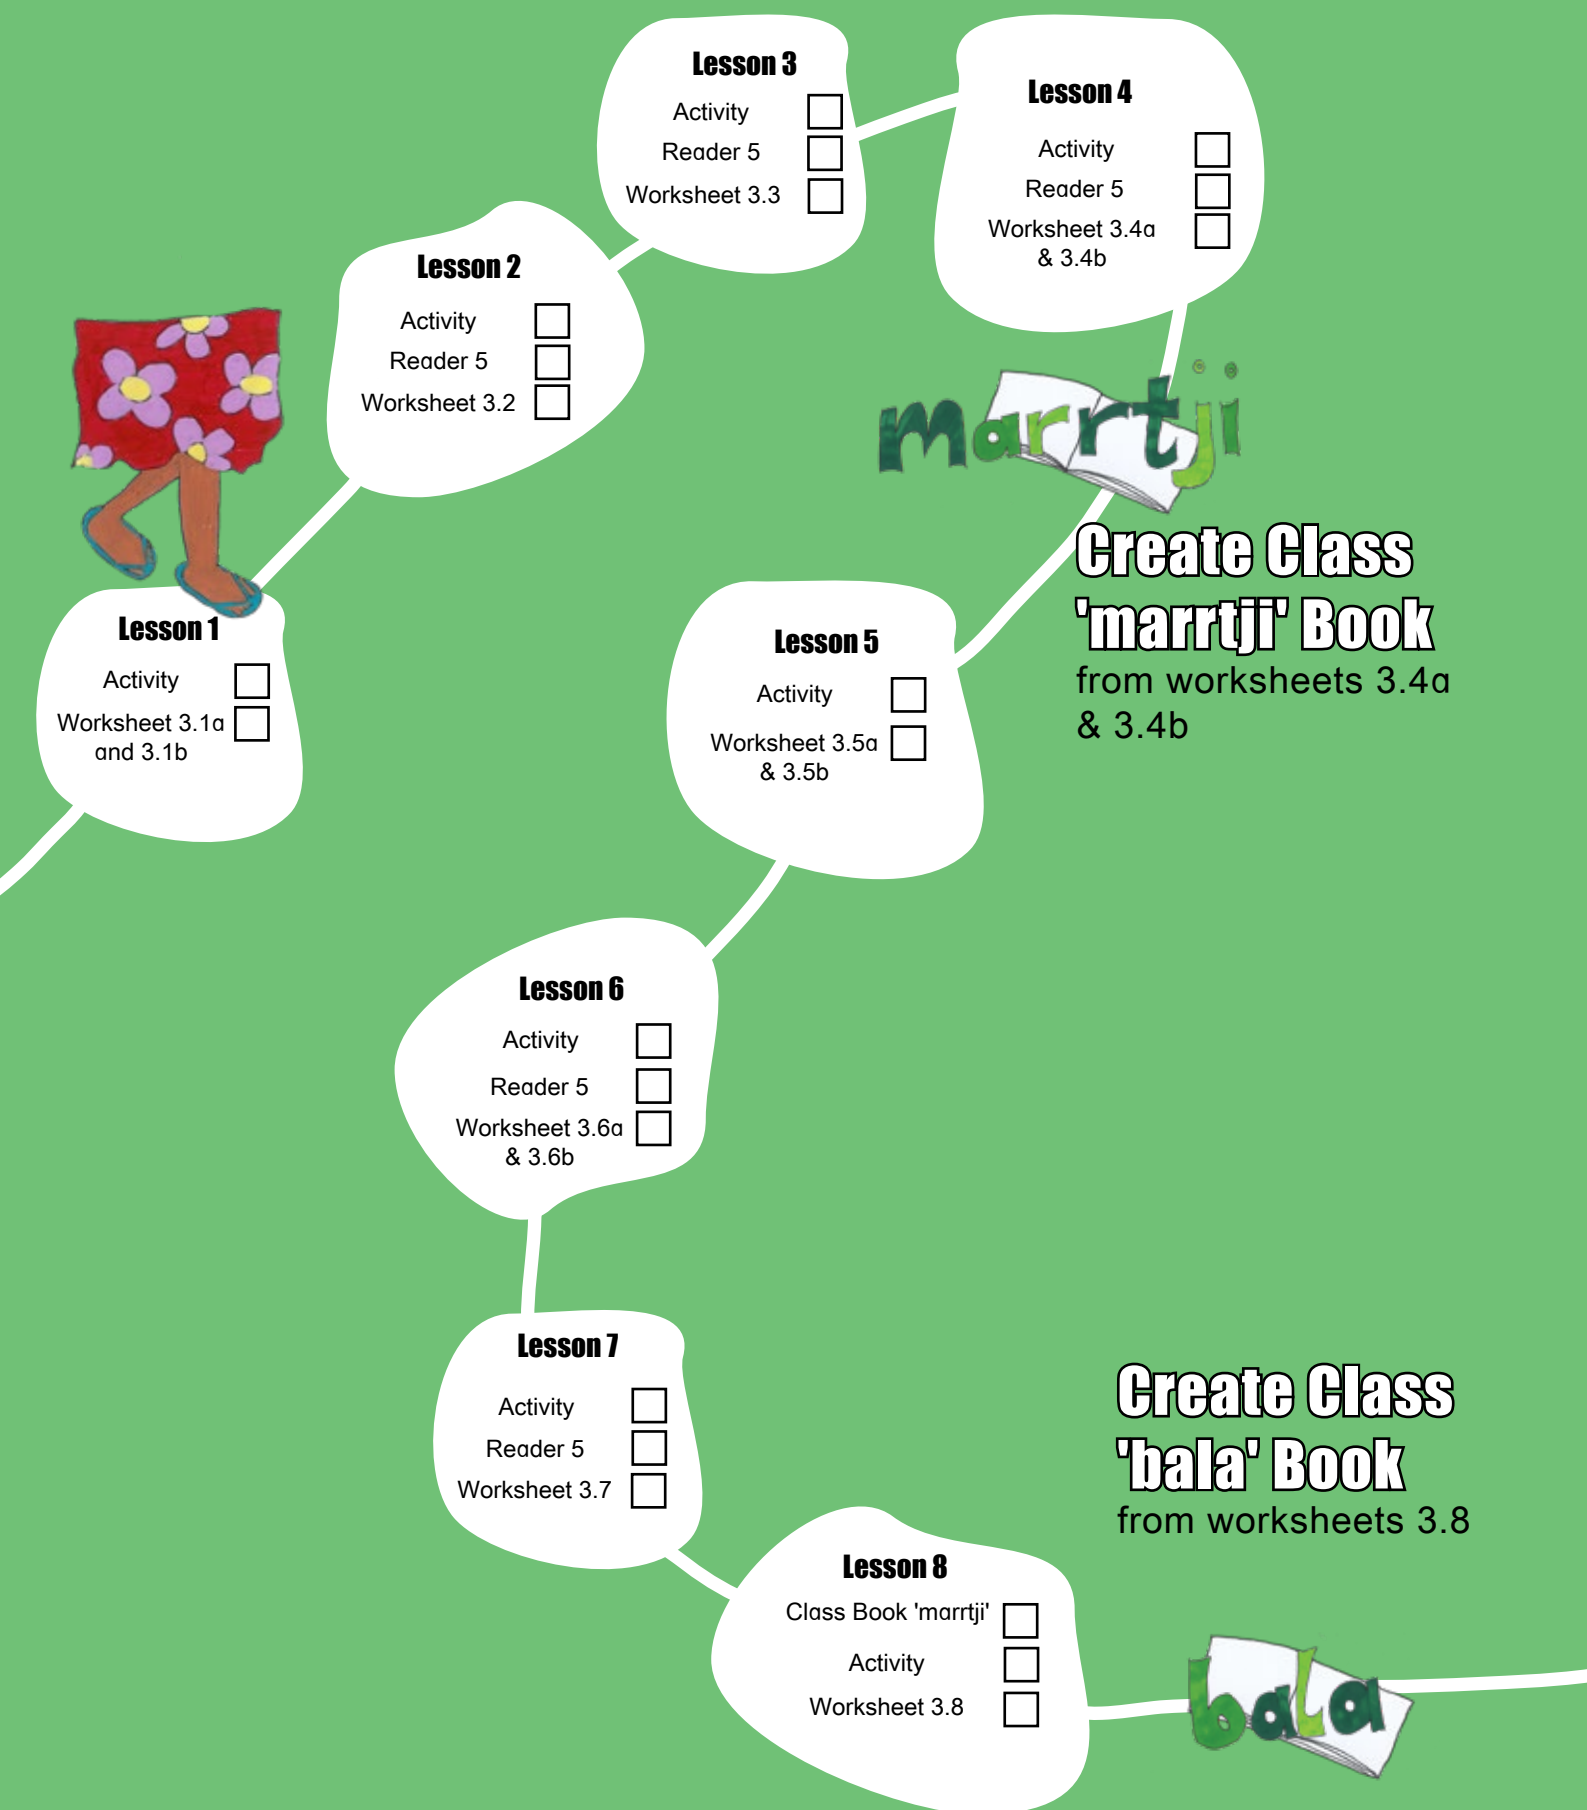 Lesson 1
Activity
Worksheet 3.1a
and 3.1b
Lesson 2
Activity
Reader 5
Worksheet 3.2
Lesson 3
Activity
Reader 5
Worksheet 3.3
Lesson 4
Activity
Reader 5
Worksheet 3.4a
& 3.4b
marrtji
Create Class
'marrtji' Book
from worksheets 3.4a
& 3.4b
Lesson 5
Activity
Worksheet 3.5a
& 3.5b
Lesson 6
Activity
Reader 5
Worksheet 3.6a
& 3.6b
Lesson 7
Activity
Reader 5
Worksheet 3.7
Lesson 8
Class Book 'marrtji'
Activity
Worksheet 3.8
Create Class
'bala' Book
from worksheets 3.8
bala